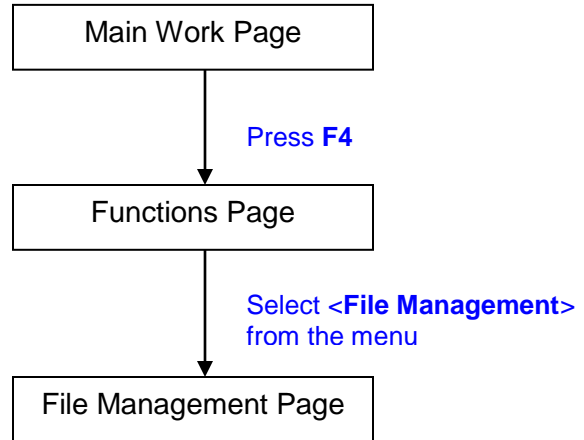 Main Work Page
Press F4
Functions Page
Select <File Management>
from the menu
File Management Page